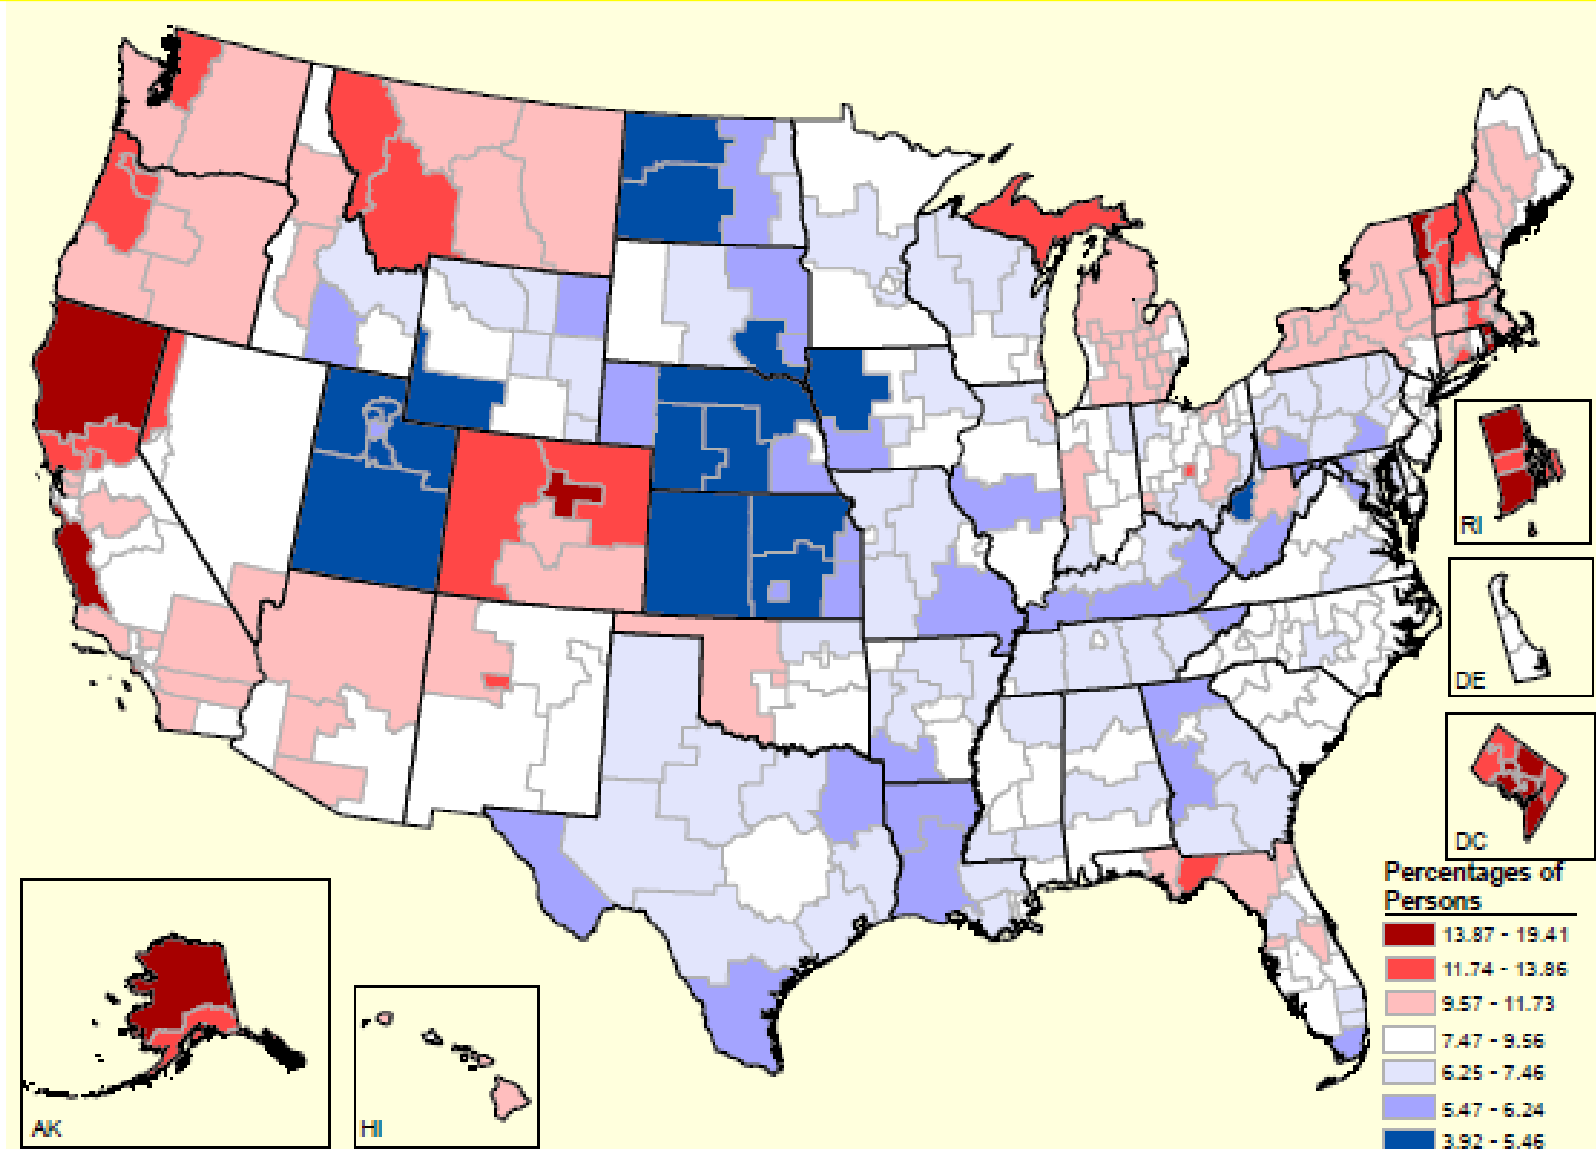 RI
DE
DC
AK
HI
Percentages of
Persons
13.87 - 19.41
11.74 - 13.86
9.57 - 11.73
7.47 - 9.56
6.25 - 7.46
5.47 - 6.24
3.92 - 5.46